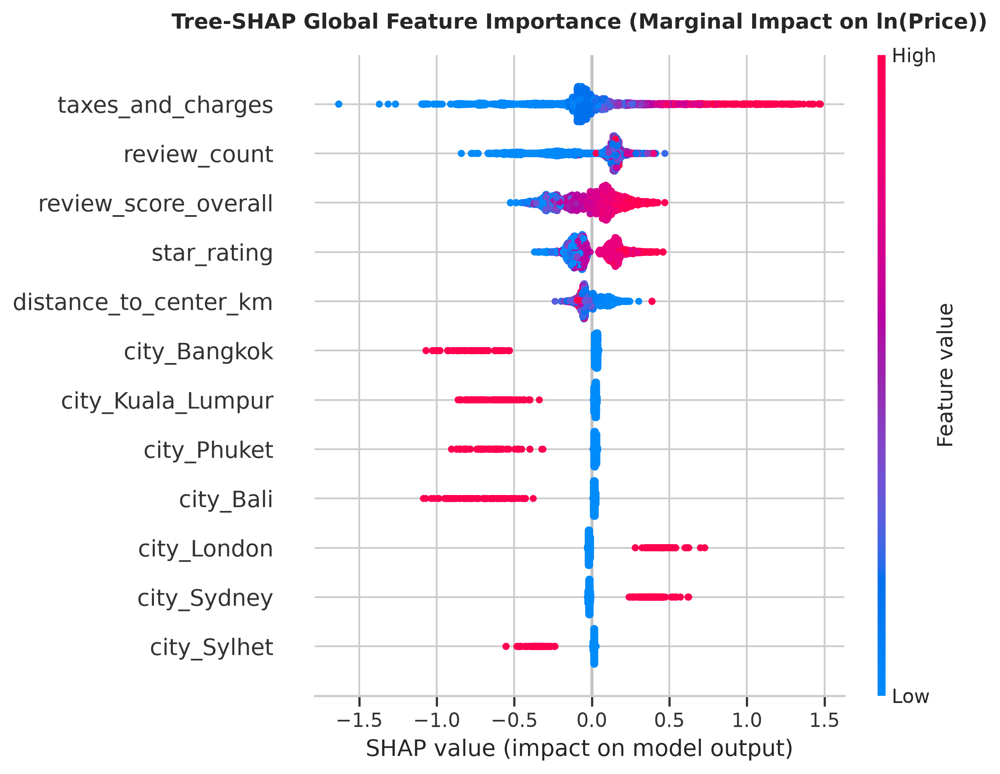 Tree-SHAP Global Feature Importance (Marginal Impact on ln(Price))
High
taxes_and_charges
review_count
review_score_overall
star_rating
distance_to_center_km
city_Bangkok
city_Kuala_Lumpur
city_Phuket
city_Bali
city_London
city_Sydney
city_Sylhet
Feature value
Low
−1.5 −1.0 −0.5 0.0 0.5 1.0 1.5
SHAP value (impact on model output)